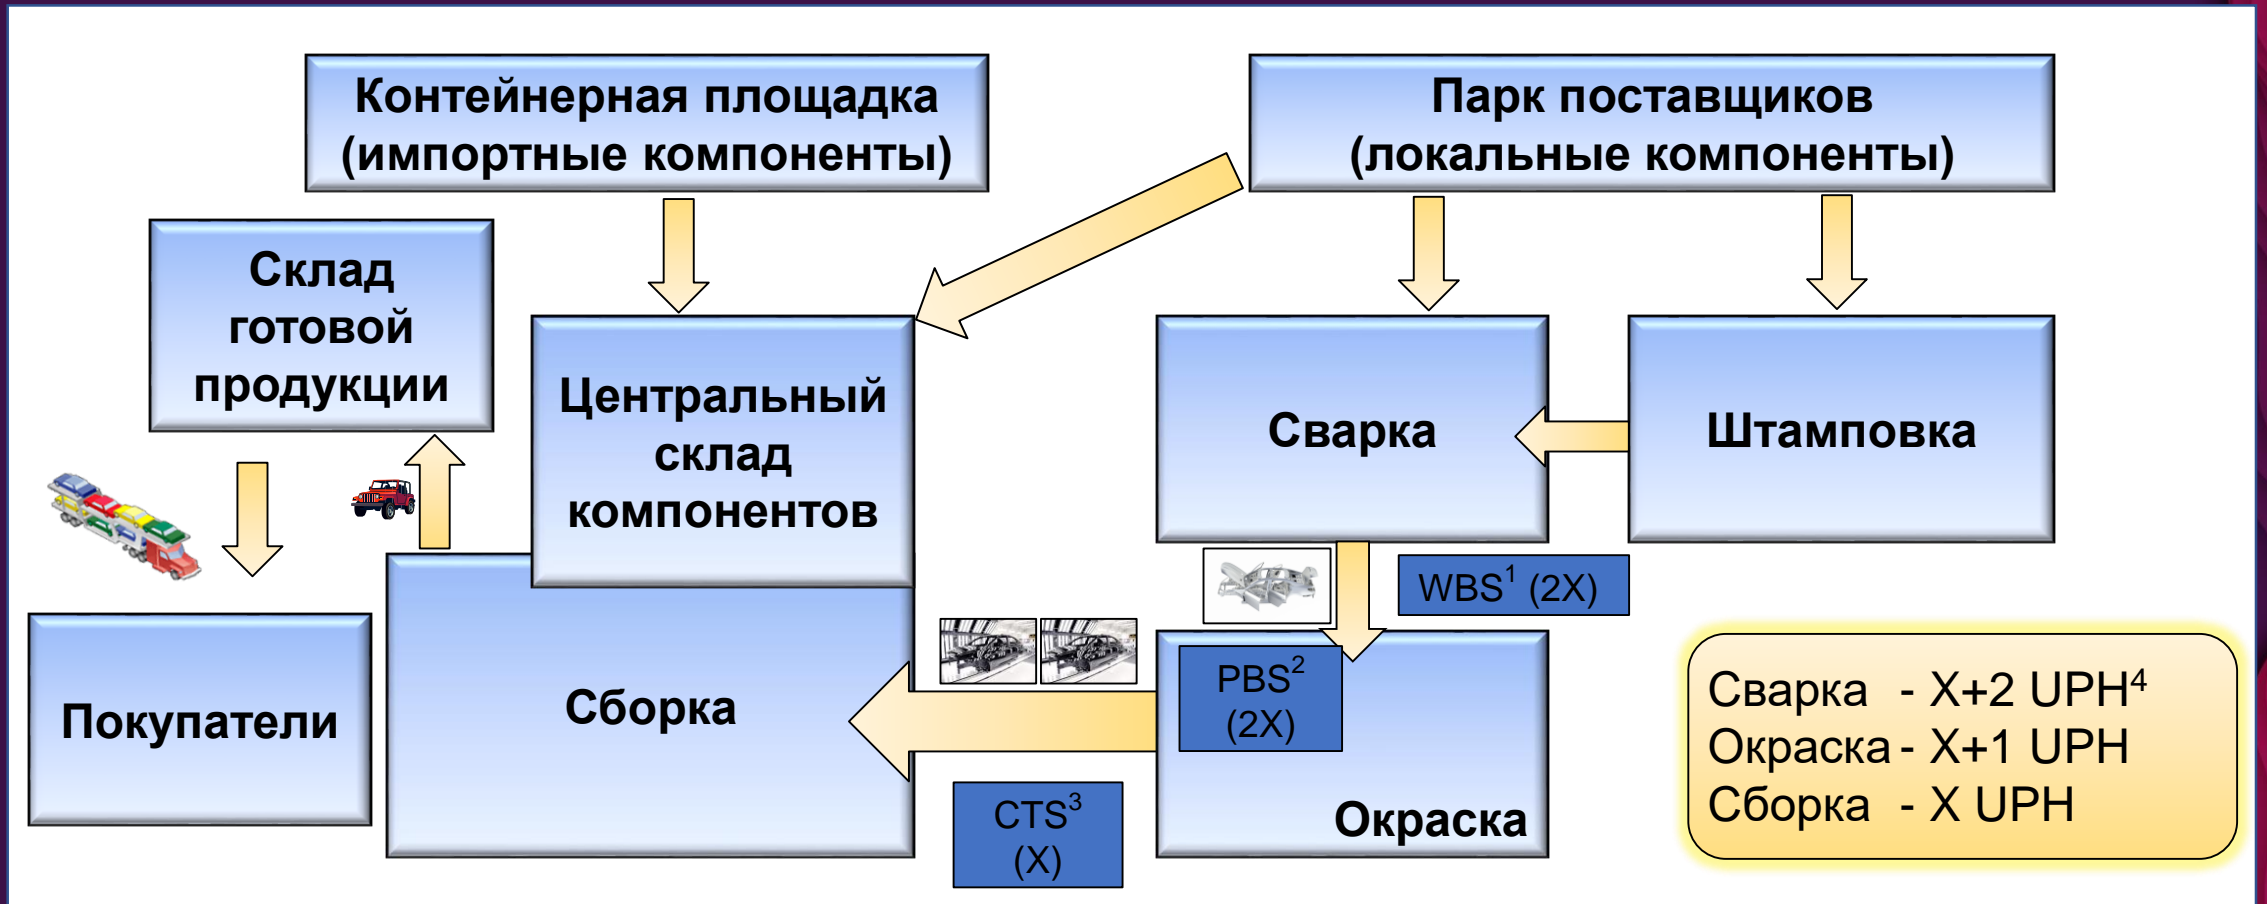 Контейнерная площадка
(импортные компоненты)
Парк поставщиков
(локальные компоненты)
Склад
готовой
продукции
Центральный
склад
компонентов
Сварка
Штамповка
WBS¹ (2X)
PBS²
(2X)
Сборка
Покупатели
CTS³
(X)
Окраска
Сварка - X+2 UPH⁴
Окраска - X+1 UPH
Сборка - X UPH